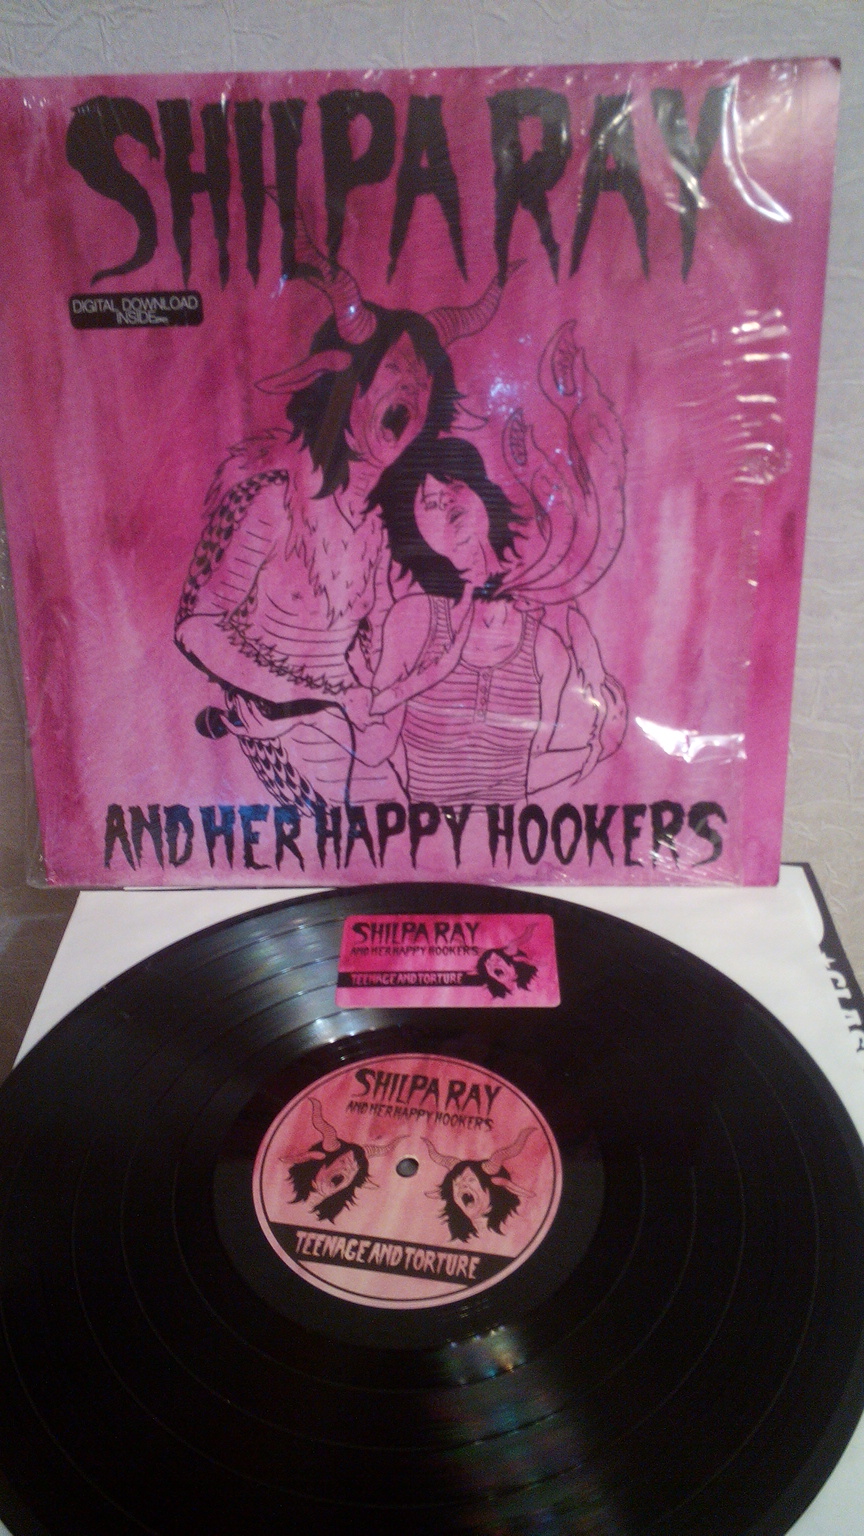 SHILPA RAY
DIGITAL DOWNLOAD
INSIDE
AND HER HAPPY HOOKERS
SHILPA RAY
AND HER HAPPY HOOKERS
TEENAGE AND TORTURE
SHILPA RAY
AND HER HAPPY HOOKERS
TEENAGE AND TORTURE